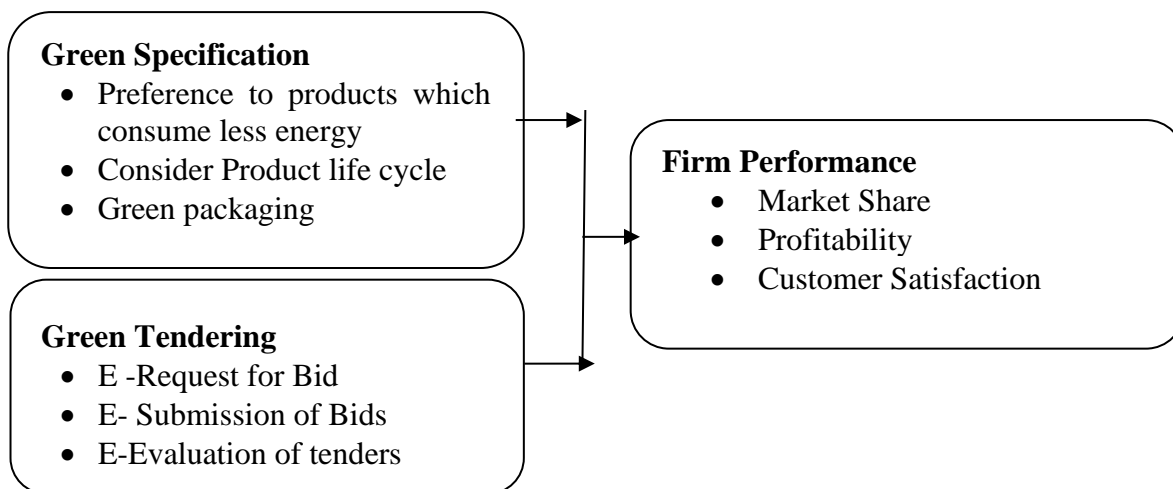 Green Specification
• Preference to products which
consume less energy
• Consider Product life cycle
• Green packaging
Green Tendering
• E -Request for Bid
• E- Submission of Bids
• E-Evaluation of tenders
Firm Performance
• Market Share
• Profitability
• Customer Satisfaction